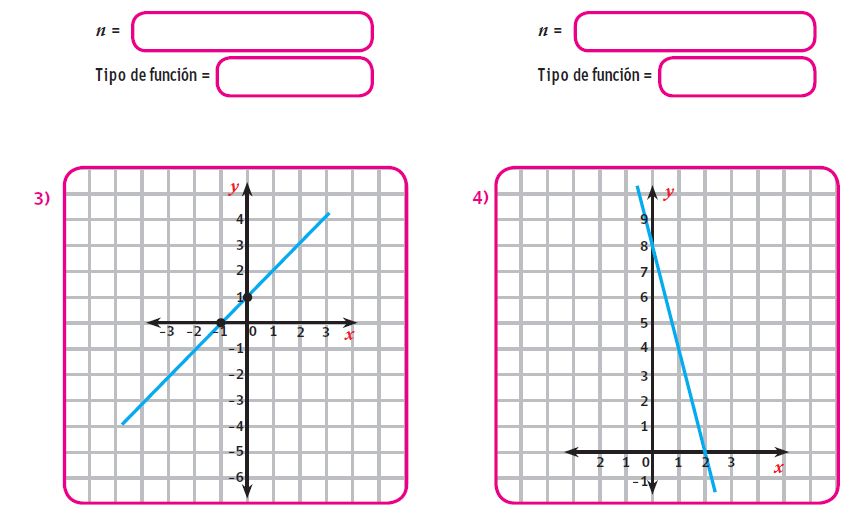 n =
n =
Tipo de función =
Tipo de función =
3)
y
4
3
2
1
-3 -2 -1 0 1 2 3 x
-1
-2
-3
-4
-5
-6
4)
y
9
8
7
6
5
4
3
2
1
2 1 0 1 2 3 x
-1